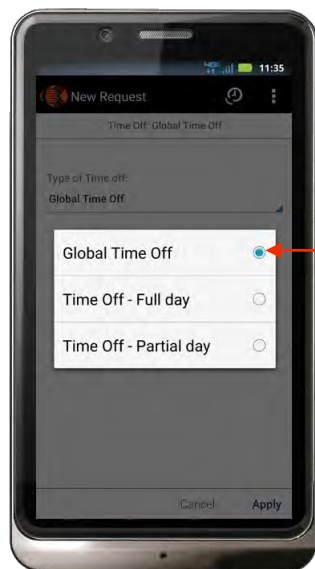 4G 11:35
New Request
Time Off: Global Time Off
Type of Time off:
Global Time Off
Global Time Off
Time Off - Full day
Time Off - Partial day
Cancel Apply